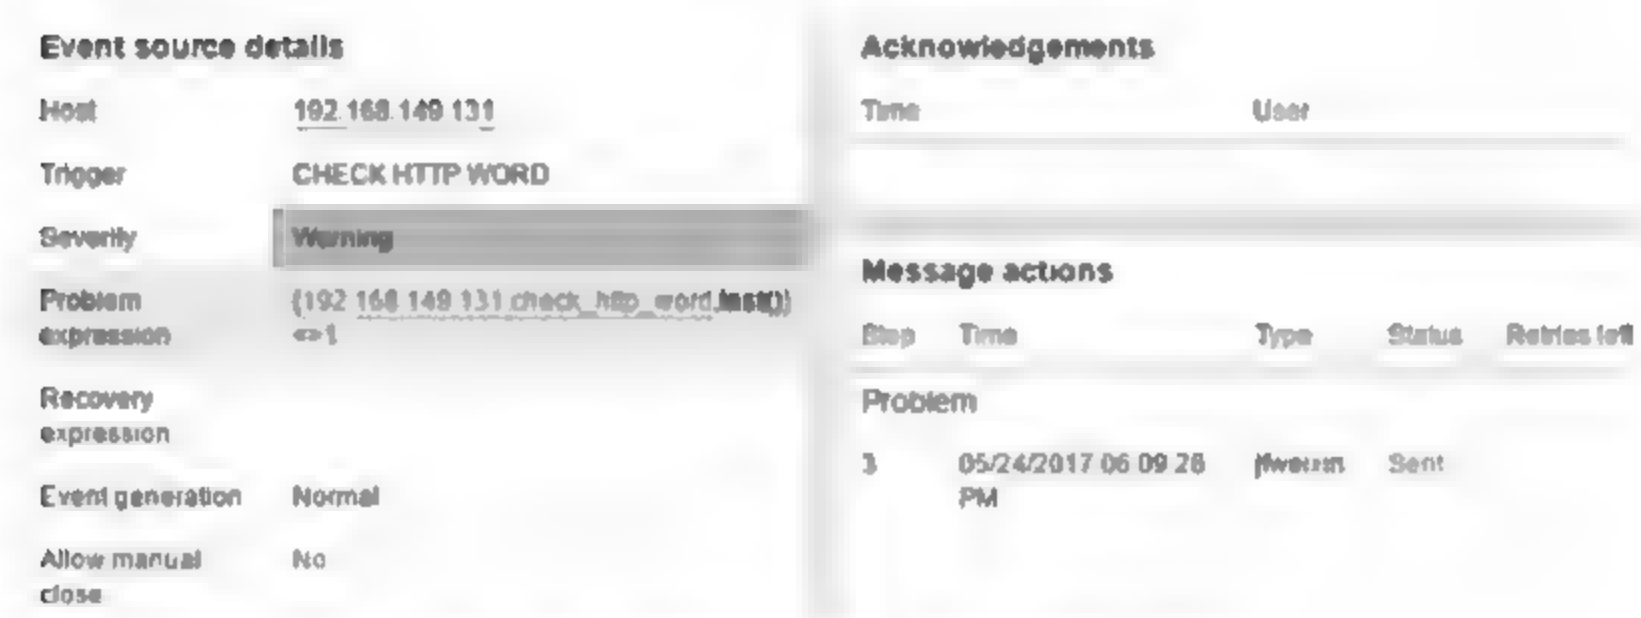 Event source details
Host 192.168.149.131
Trigger CHECK HTTP WORD
Severity Warning
Problem {192.168.149.131:check_http_word.last()}
expression <>1
Recovery
expression
Event generation Normal
Allow manual No
close
Acknowledgements
Time User
Message actions
Step Time Type Status Retries left
Problem
3 05/24/2017 06:09:28 Sent
PM